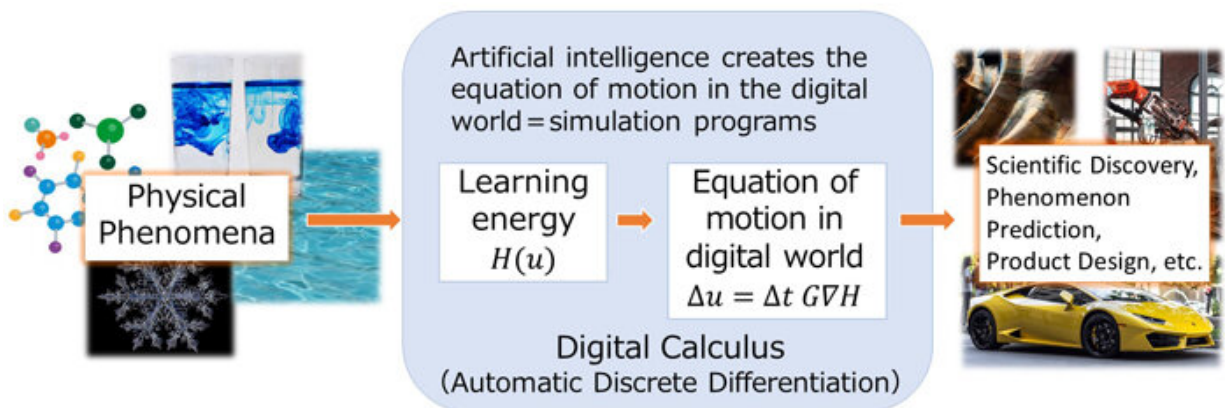 Artificial intelligence creates the
equation of motion in the digital
world=simulation programs
Physical
Phenomena
Learning
energy
H(u)
Equation of
motion in
digital world
Δu = Δt G∇H
Digital Calculus
(Automatic Discrete Differentiation)
Scientific Discovery,
Phenomenon
Prediction,
Product Design, etc.